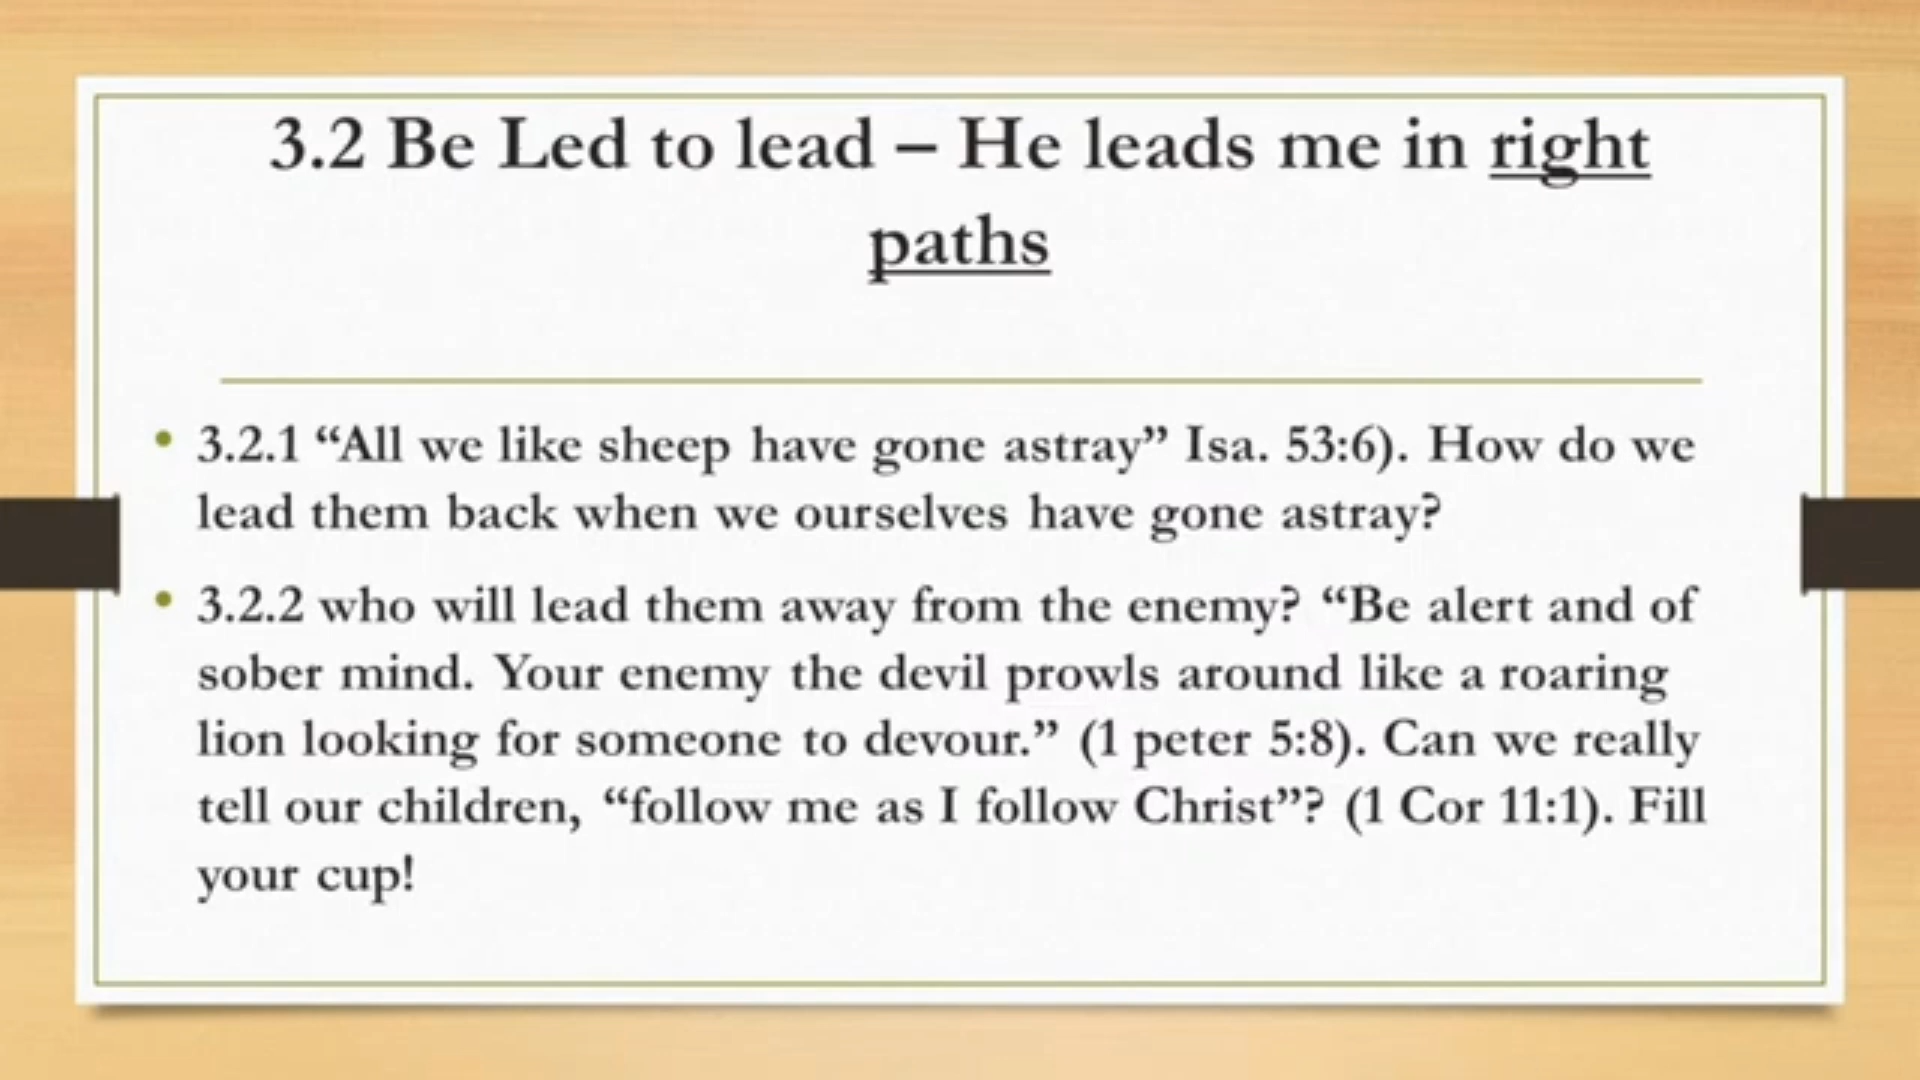 3.2 Be Led to lead – He leads me in right
paths
• 3.2.1 “All we like sheep have gone astray” Isa. 53:6). How do we
lead them back when we ourselves have gone astray?
• 3.2.2 who will lead them away from the enemy? “Be alert and of
sober mind. Your enemy the devil prowls around like a roaring
lion looking for someone to devour.” (1 peter 5:8). Can we really
tell our children, “follow me as I follow Christ”? (1 Cor 11:1). Fill
your cup!